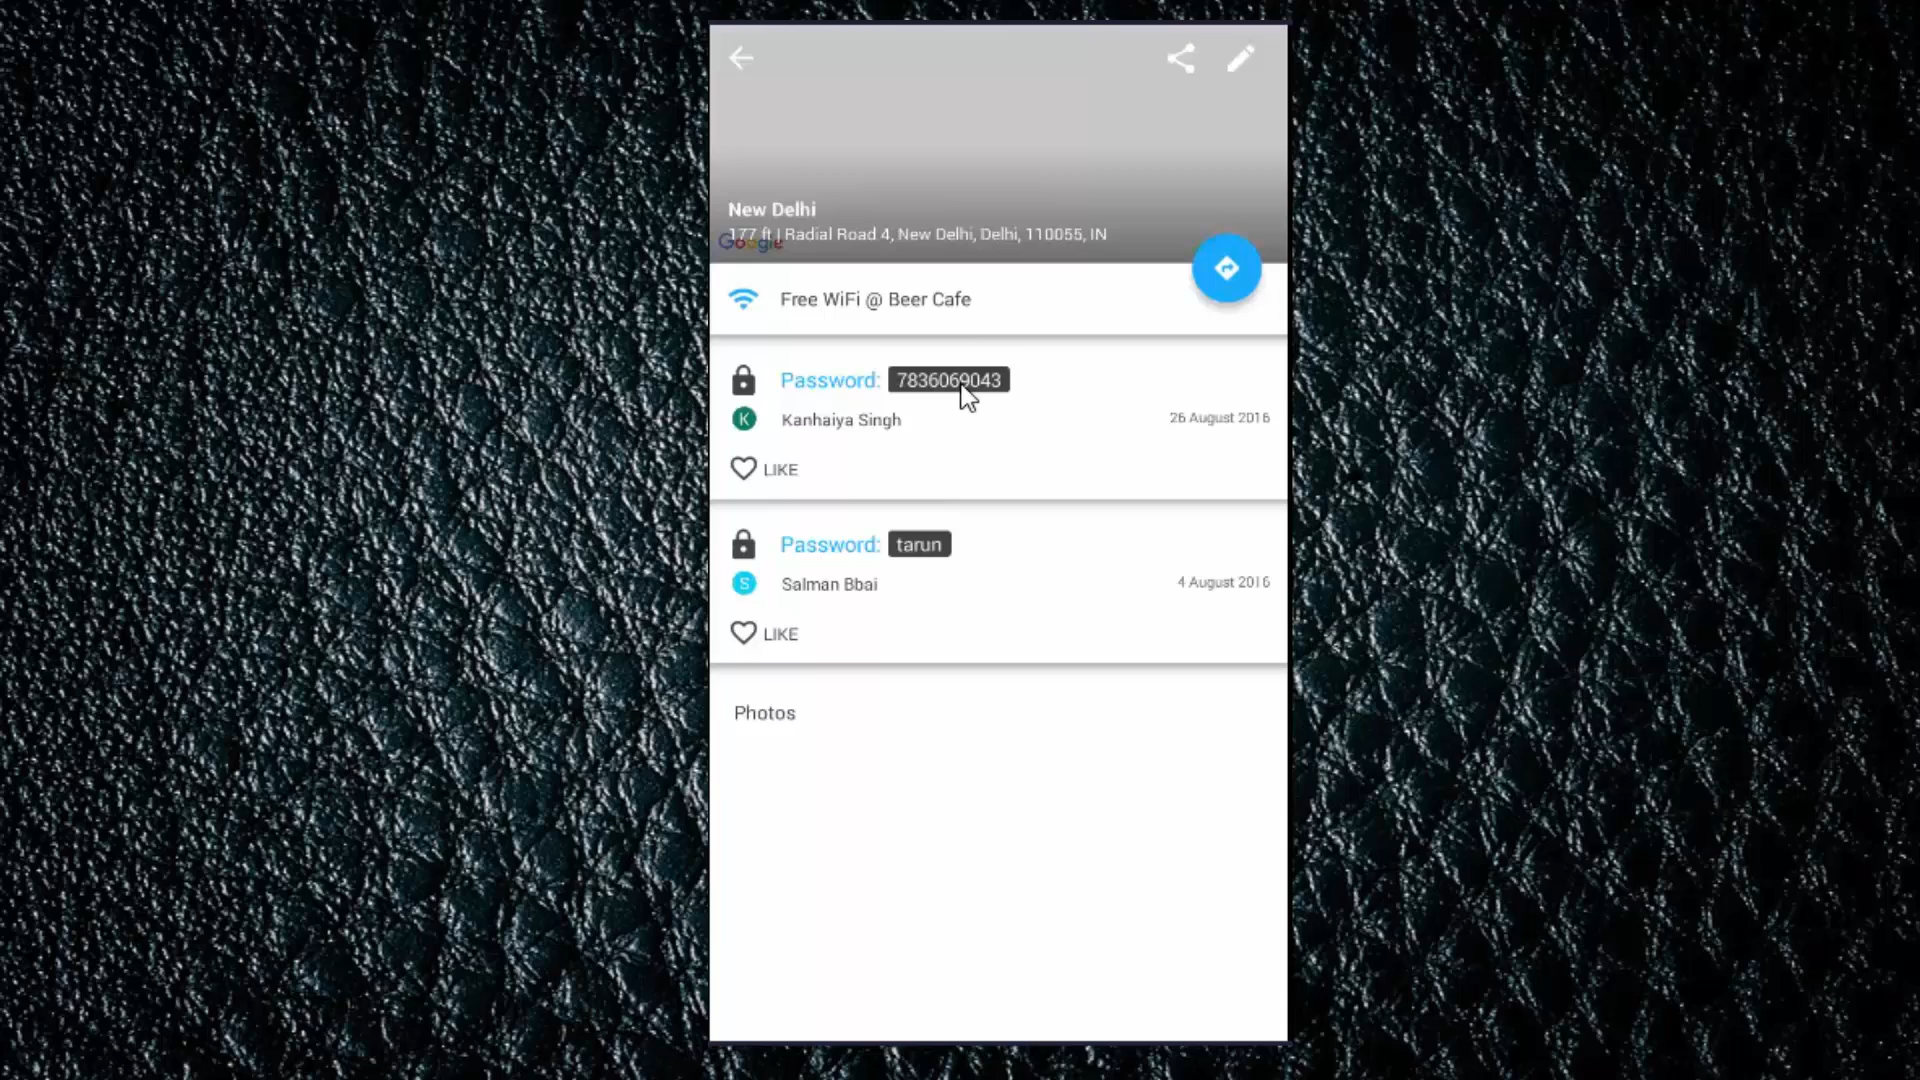 New Delhi
177 ft | Radial Road 4, New Delhi, Delhi, 110055, IN
Google
Free WiFi @ Beer Cafe
Password: 7836069043
K Kanhaiya Singh 26 August 2016
LIKE
Password: tarun
S Salman Bbai 4 August 2016
LIKE
Photos